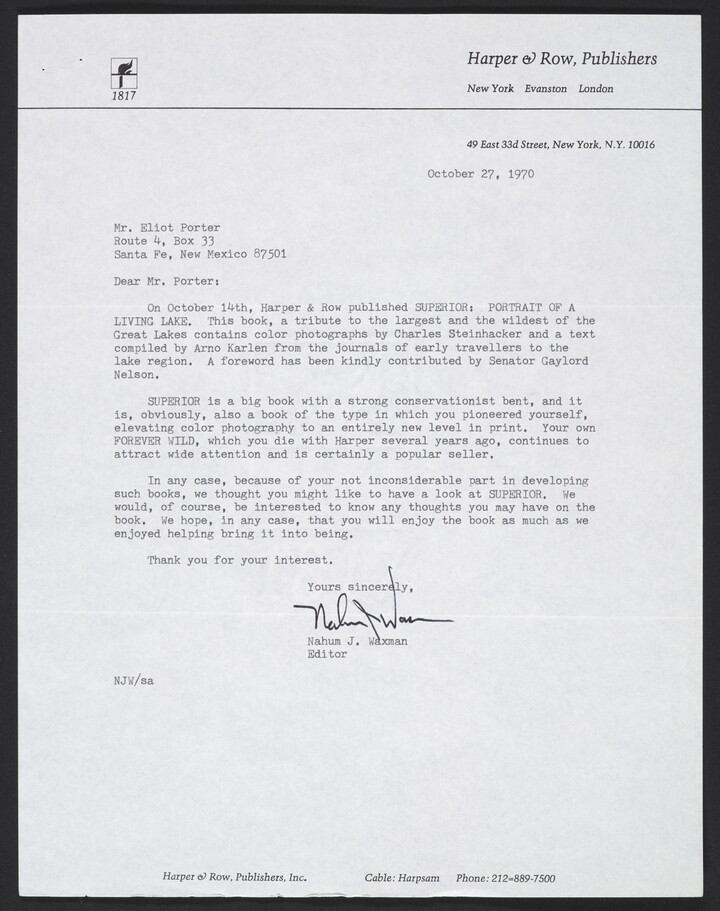 Harper & Row, Publishers
1817
New York Evanston London
49 East 33d Street, New York, N.Y. 10016
October 27, 1970
Mr. Eliot Porter
Route 4, Box 33
Santa Fe, New Mexico 87501
Dear Mr. Porter:
On October 14th, Harper & Row published SUPERIOR: PORTRAIT OF A
LIVING LAKE. This book, a tribute to the largest and the wildest of the
Great Lakes contains color photographs by Charles Steinhacker and a text
compiled by Arno Karlen from the journals of early travellers to the
lake region. A foreword has been kindly contributed by Senator Gaylord
Nelson.
SUPERIOR is a big book with a strong conservationist bent, and it
is, obviously, also a book of the type in which you pioneered yourself,
elevating color photography to an entirely new level in print. Your own
FOREVER WILD, which you die with Harper several years ago, continues to
attract wide attention and is certainly a popular seller.
In any case, because of your not inconsiderable part in developing
such books, we thought you might like to have a look at SUPERIOR. We
would, of course, be interested to know any thoughts you may have on the
book. We hope, in any case, that you will enjoy the book as much as we
enjoyed helping bring it into being.
Thank you for your interest.
Yours sincerely,
Nahum J. Waxman
Nahum J. Waxman
Editor
NJW/sa
Harper & Row, Publishers, Inc. Cable: Harpsam Phone: 212-889-7500